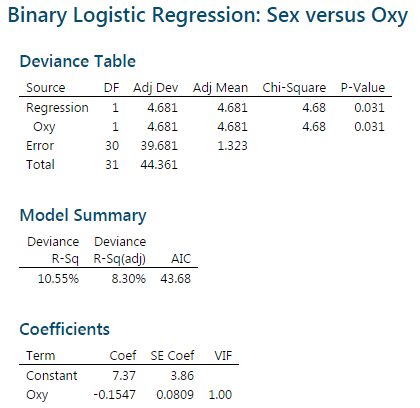 Binary Logistic Regression: Sex versus Oxy
Deviance Table
Source DF Adj Dev Adj Mean Chi-Square P-Value
Regression 1 4.681 4.681 4.68 0.031
Oxy 1 4.681 4.681 4.68 0.031
Error 30 39.681 1.323
Total 31 44.361
Model Summary
Deviance Deviance
R-Sq R-Sq(adj) AIC
10.55% 8.30% 43.68
Coefficients
Term Coef SE Coef VIF
Constant 7.37 3.86
Oxy -0.1547 0.0809 1.00